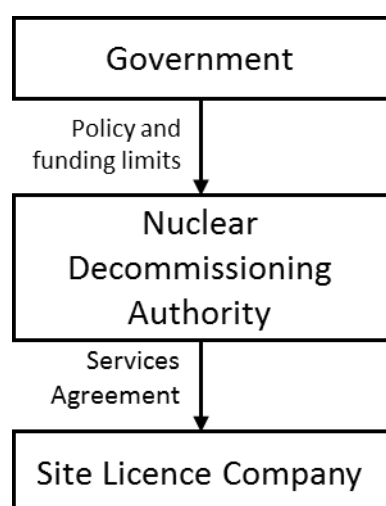 Government
Policy and
funding limits
Nuclear
Decommissioning
Authority
Services
Agreement
Site Licence Company